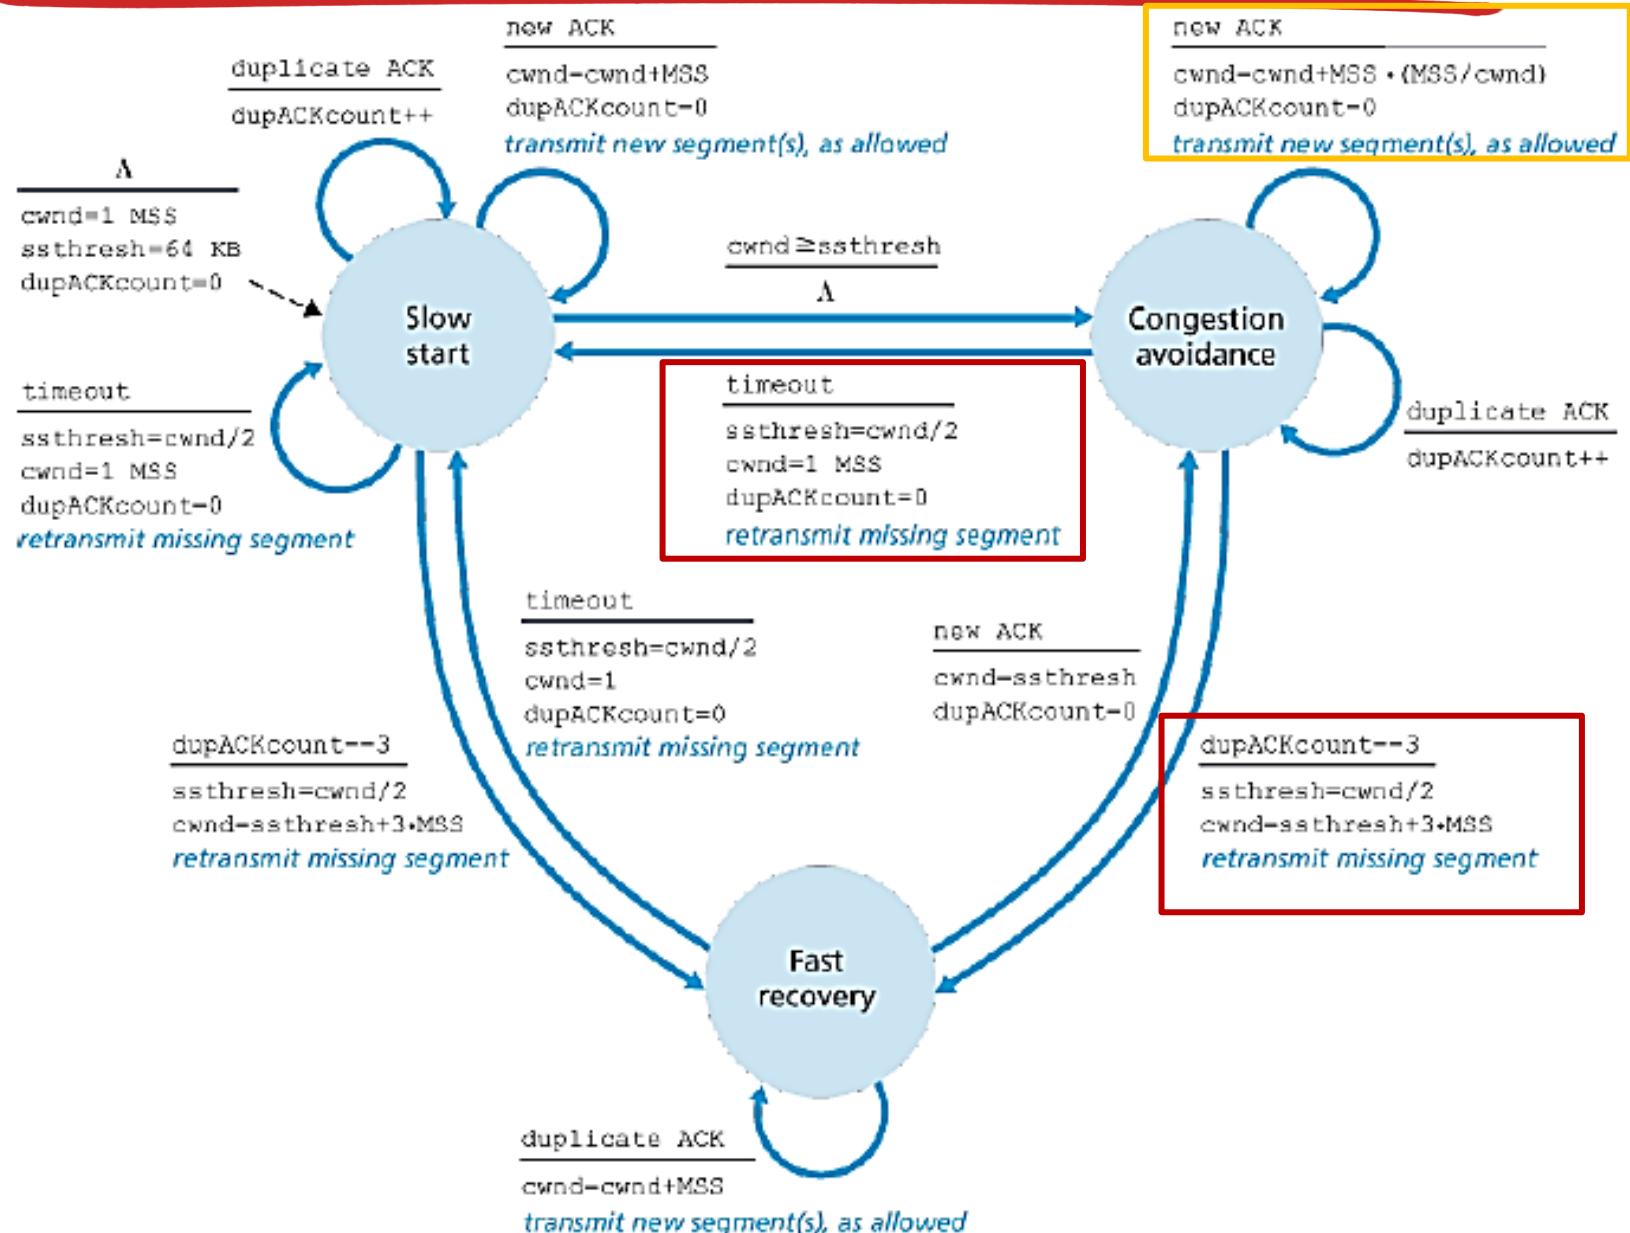 new ACK
cwnd=cwnd+MSS
dupACKcount=0
transmit new segment(s), as allowed
new ACK
cwnd=cwnd+MSS •(MSS/cwnd)
dupACKcount=0
transmit new segment(s), as allowed
duplicate ACK
dupACKcount++
Λ
cwnd=1 MSS
ssthresh=64 KB
dupACKcount=0
cwnd≥ssthresh
Λ
Slow
start
Congestion
avoidance
timeout
ssthresh=cwnd/2
cwnd=1 MSS
dupACKcount=0
retransmit missing segment
timeout
ssthresh=cwnd/2
cwnd=1 MSS
dupACKcount=0
retransmit missing segment
duplicate ACK
dupACKcount++
timeout
ssthresh=cwnd/2
cwnd=1
dupACKcount=0
retransmit missing segment
new ACK
cwnd=ssthresh
dupACKcount=0
dupACKcount==3
ssthresh=cwnd/2
cwnd=ssthresh+3•MSS
retransmit missing segment
dupACKcount==3
ssthresh=cwnd/2
cwnd=ssthresh+3•MSS
retransmit missing segment
Fast
recovery
duplicate ACK
cwnd=cwnd+MSS
transmit new segment(s), as allowed